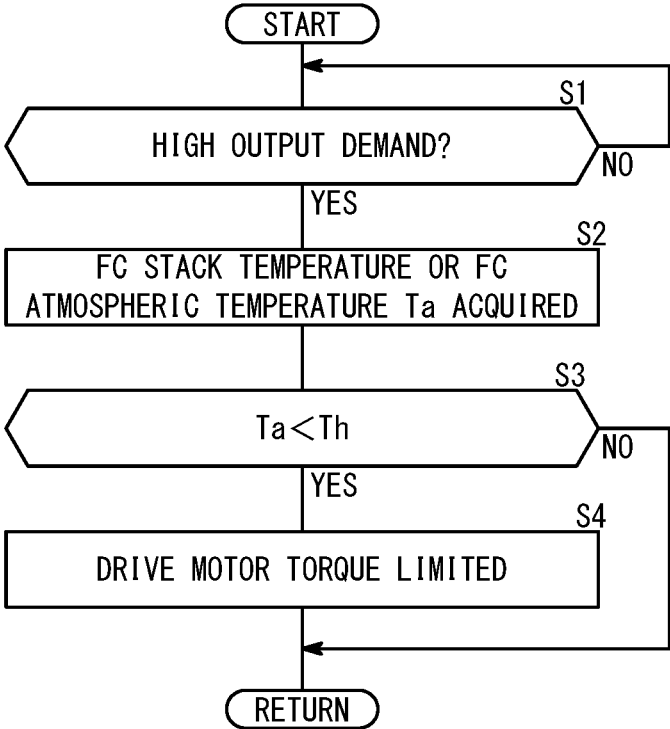 START
S1
HIGH OUTPUT DEMAND?
NO
YES
S2
FC STACK TEMPERATURE OR FC
ATMOSPHERIC TEMPERATURE Ta ACQUIRED
S3
Ta<Th
NO
YES
S4
DRIVE MOTOR TORQUE LIMITED
RETURN